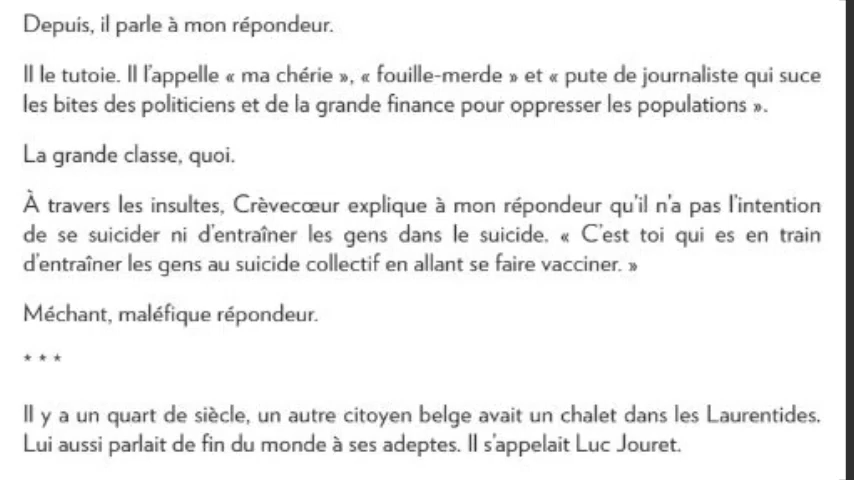 Depuis, il parle à mon répondeur.
Il le tutoie. Il l'appelle « ma chérie », « fouille-merde » et « pute de journaliste qui suce
les bites des politiciens et de la grande finance pour oppresser les populations ».
La grande classe, quoi.
À travers les insultes, Crèvecœur explique à mon répondeur qu'il n'a pas l'intention
de se suicider ni d'entraîner les gens dans le suicide. « C'est toi qui es en train
d'entraîner les gens au suicide collectif en allant se faire vacciner. »
Méchant, maléfique répondeur.
* * *
Il y a un quart de siècle, un autre citoyen belge avait un chalet dans les Laurentides.
Lui aussi parlait de fin du monde à ses adeptes. Il s'appelait Luc Jouret.